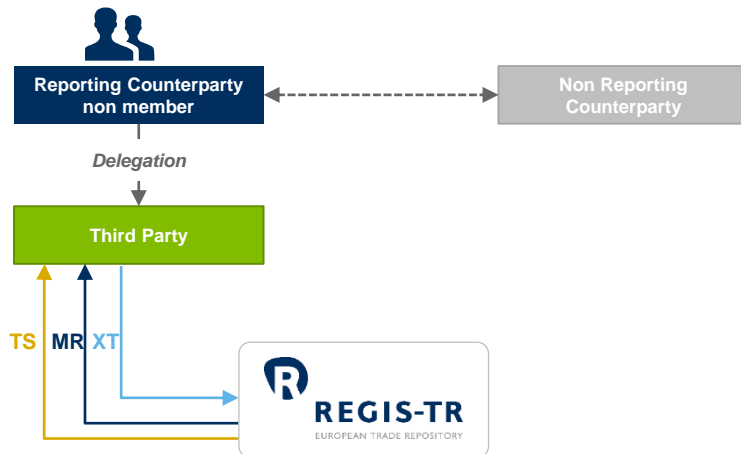 Reporting Counterparty
non member
Non Reporting
Counterparty
Delegation
Third Party
TS MR XT
R
REGIS-TR
EUROPEAN TRADE REPOSITORY